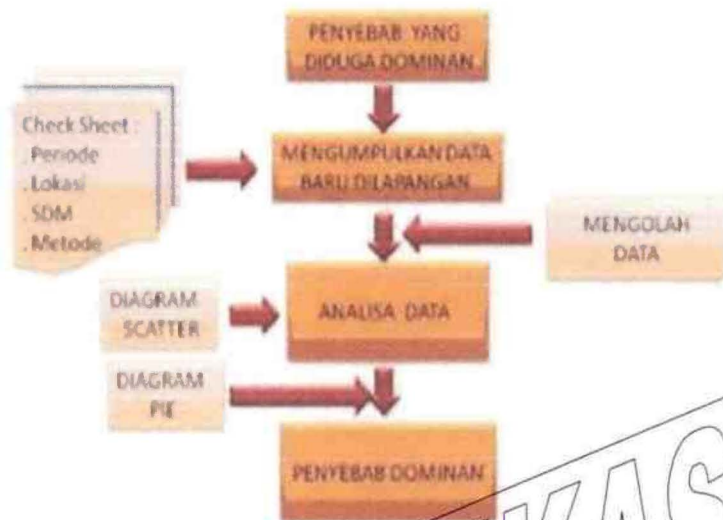 PENYEBAB YANG
DIDUGA DOMINAN
Check Sheet :
. Periode
. Lokasi
. SDM
. Metode
MENGUMPULKAN DATA
BARU DILAPANGAN
MENGOLAH
DATA
DIAGRAM
SCATTER
ANALISA DATA
DIAGRAM
PIE
PENYEBAB DOMINAN
KAS